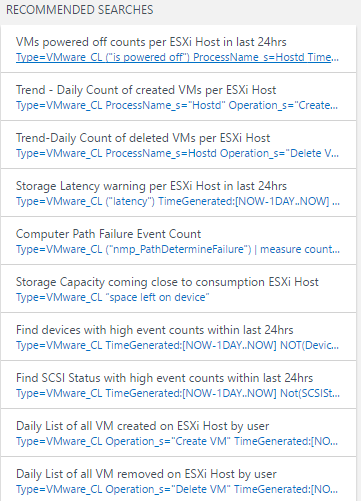 RECOMMENDED SEARCHES
VMs powered off counts per ESXi Host in last 24hrs
Type=VMware_CL ("is powered off") ProcessName_s=Hostd Time...
Trend - Daily Count of created VMs per ESXi Host
Type=VMware_CL ProcessName_s="Hostd" Operation_s="Create...
Trend-Daily Count of deleted VMs per ESXi Host
Type=VMware_CL ProcessName_s=Hostd Operation_s="Delete V...
Storage Latency warning per ESXi Host in last 24hrs
Type=VMware_CL ("latency") TimeGenerated:[NOW-1DAY..NOW] ...
Computer Path Failure Event Count
Type=VMware_CL ("nmp_PathDetermineFailure") | measure count...
Storage Capacity coming close to consumption ESXi Host
Type=VMware_CL "space left on device"
Find devices with high event counts within last 24hrs
Type=VMware_CL TimeGenerated:[NOW-1DAY..NOW] NOT(Devic...
Find SCSI Status with high event counts within last 24hrs
Type=VMware_CL TimeGenerated:[NOW-1DAY..NOW] Not(SCSISt...
Daily List of all VM created on ESXi Host by user
Type=VMware_CL Operation_s="Create VM" TimeGenerated:[NO...
Daily List of all VM removed on ESXi Host by user
Type=VMware_CL Operation_s="Delete VM" TimeGenerated:[NO...